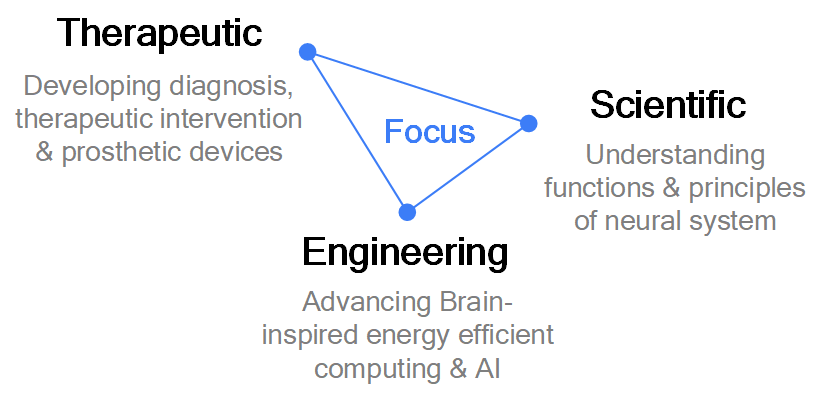 Therapeutic
Developing diagnosis,
therapeutic intervention
& prosthetic devices
Focus
Scientific
Understanding
functions & principles
of neural system
Engineering
Advancing Brain-
inspired energy efficient
computing & AI